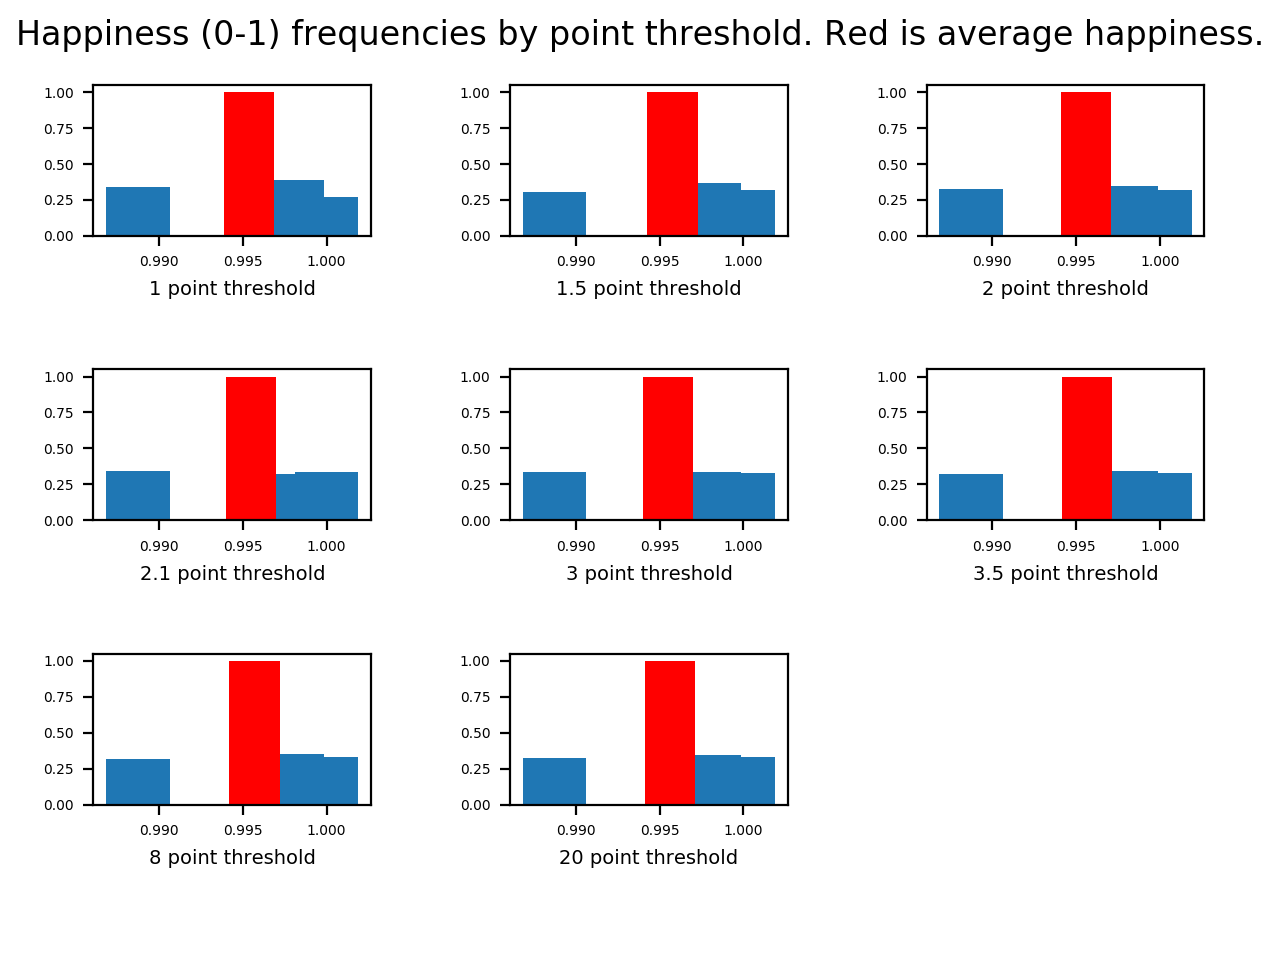 Happiness (0-1) frequencies by point threshold. Red is average happiness.
1.00 1.00 1.00
0.75 0.75 0.75
0.50 0.50 0.50
0.25 0.25 0.25
0.00 0.00 0.00
0.990 0.995 1.000 0.990 0.995 1.000 0.990 0.995 1.000
1 point threshold 1.5 point threshold 2 point threshold
1.00 1.00 1.00
0.75 0.75 0.75
0.50 0.50 0.50
0.25 0.25 0.25
0.00 0.00 0.00
0.990 0.995 1.000 0.990 0.995 1.000 0.990 0.995 1.000
2.1 point threshold 3 point threshold 3.5 point threshold
1.00 1.00
0.75 0.75
0.50 0.50
0.25 0.25
0.00 0.00
0.990 0.995 1.000 0.990 0.995 1.000
8 point threshold 20 point threshold